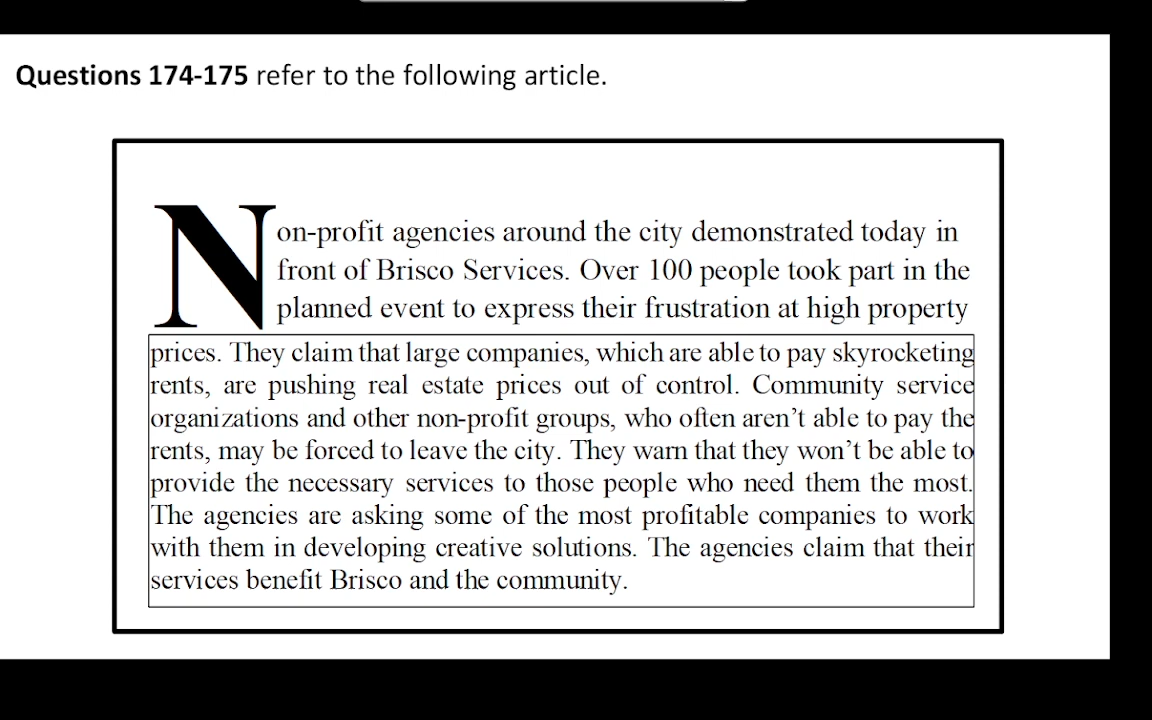 Questions 174-175 refer to the following article.
Non-profit agencies around the city demonstrated today in
front of Brisco Services. Over 100 people took part in the
planned event to express their frustration at high property
prices. They claim that large companies, which are able to pay skyrocketing
rents, are pushing real estate prices out of control. Community service
organizations and other non-profit groups, who often aren’t able to pay the
rents, may be forced to leave the city. They warn that they won’t be able to
provide the necessary services to those people who need them the most.
The agencies are asking some of the most profitable companies to work
with them in developing creative solutions. The agencies claim that their
services benefit Brisco and the community.